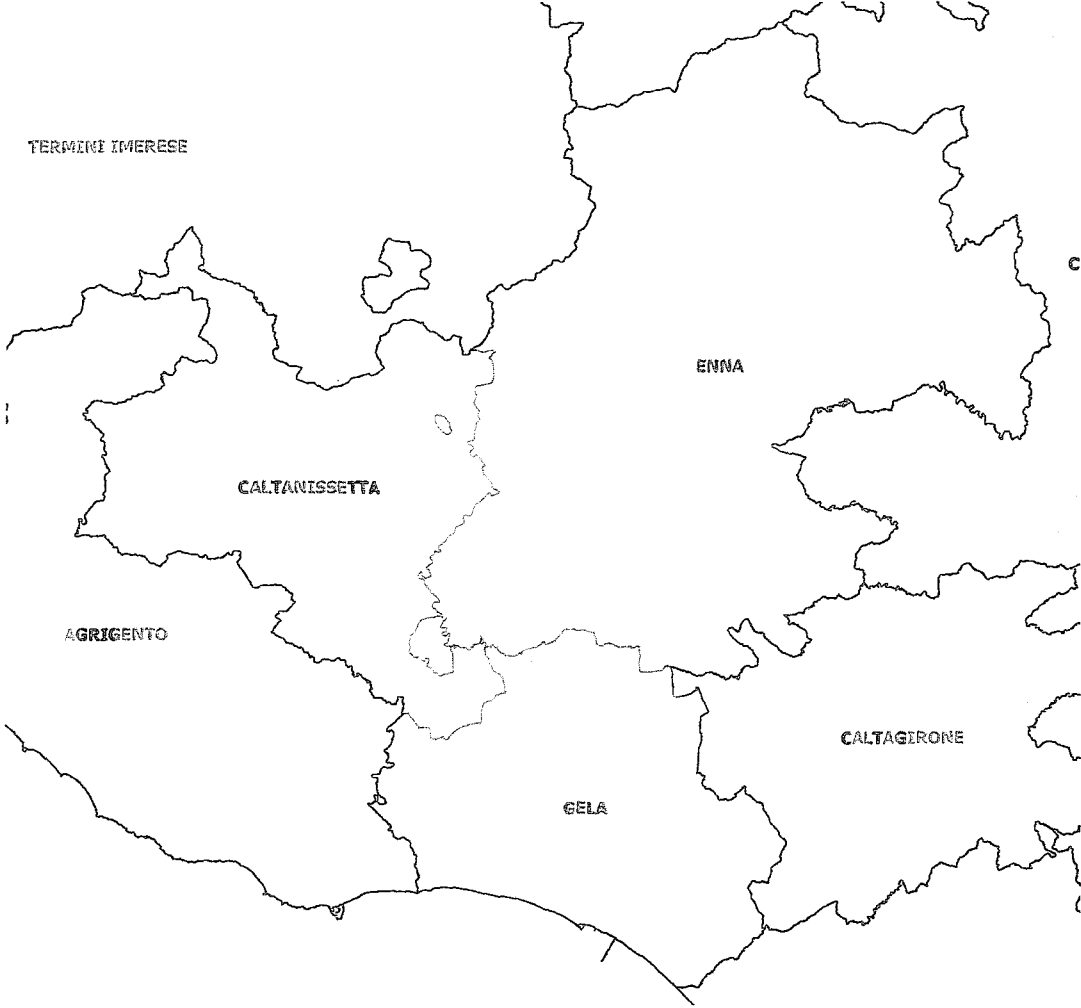 TERMINI IMERESE
C
ENNA
CALTANISSETTA
AGRIGENTO
CALTAGIRONE
GELA